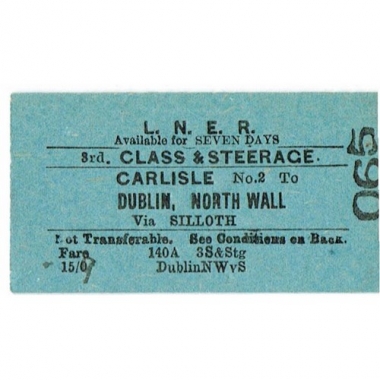 L. N. E. R.
Available for SEVEN DAYS
3rd. CLASS & STEERAGE.
CARLISLE No.2 To
DUBLIN, NORTH WALL
Via SILLOTH
Not Transferable. See Conditions on Back.
Fare 140A 3S&Stg
15/0 DublinNWvS
065